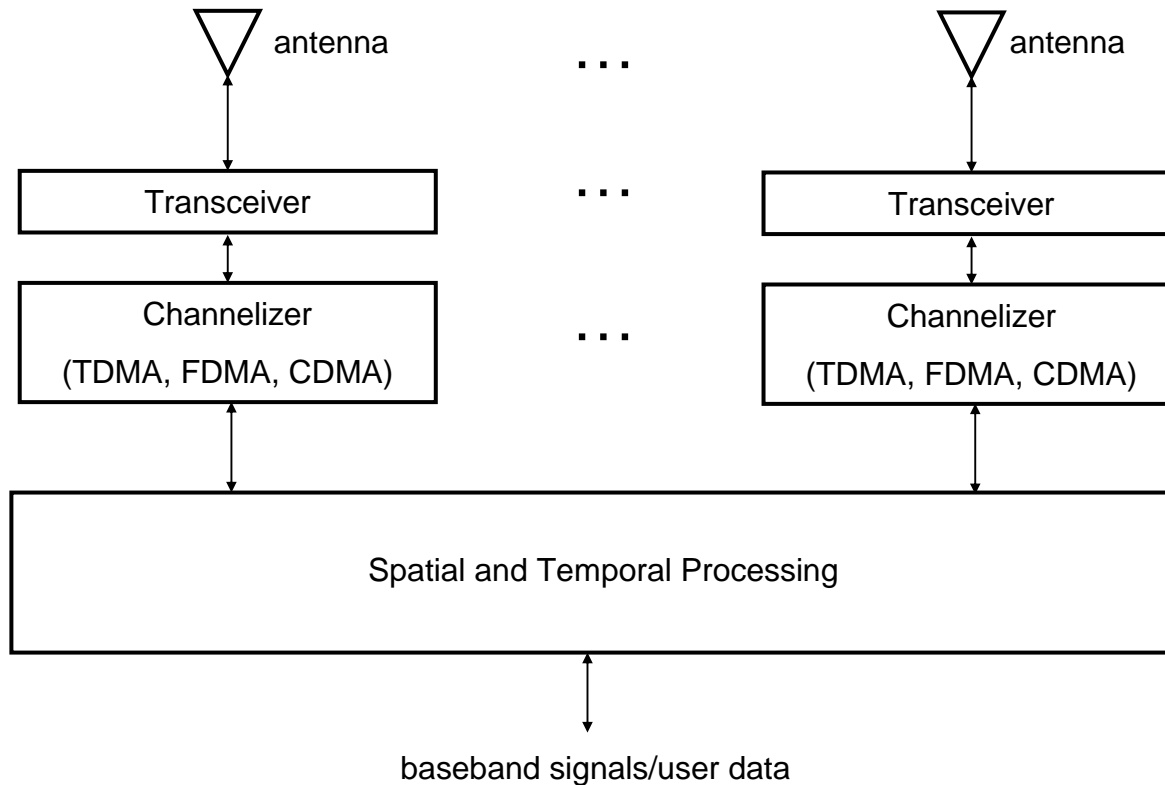 antenna
antenna
...
Transceiver
...
Transceiver
Channelizer
(TDMA, FDMA, CDMA)
...
Channelizer
(TDMA, FDMA, CDMA)
Spatial and Temporal Processing
baseband signals/user data